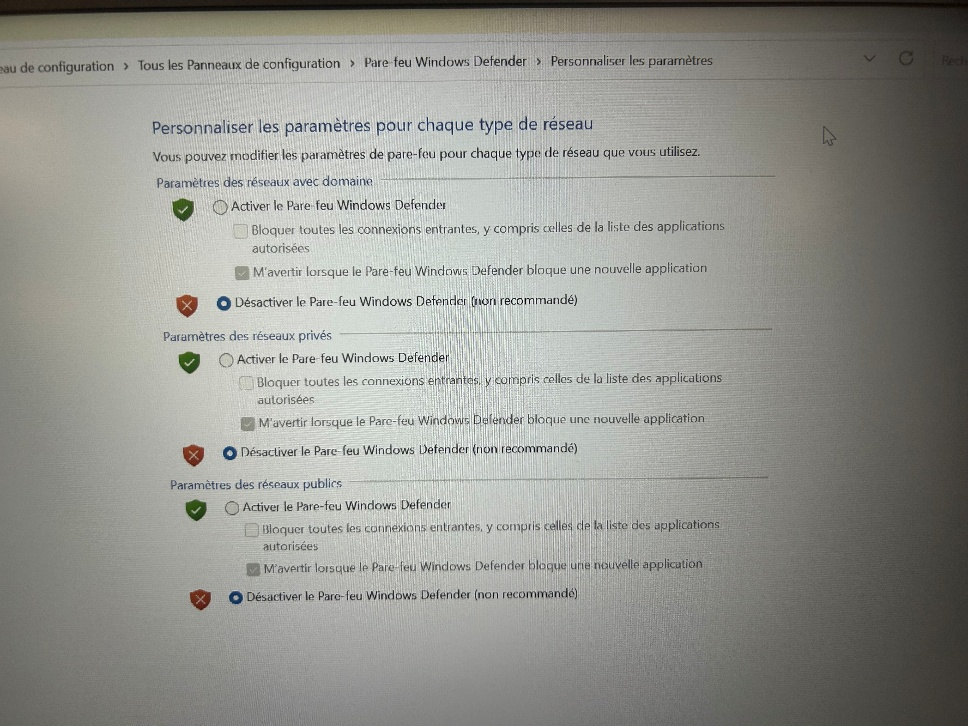 eau de configuration > Tous les Panneaux de configuration > Pare-feu Windows Defender > Personnaliser les paramètres
Personnaliser les paramètres pour chaque type de réseau
Vous pouvez modifier les paramètres de pare-feu pour chaque type de réseau que vous utilisez.
Paramètres des réseaux avec domaine
Activer le Pare-feu Windows Defender
Bloquer toutes les connexions entrantes, y compris celles de la liste des applications
autorisées
M'avertir lorsque le Pare-feu Windows Defender bloque une nouvelle application
Désactiver le Pare-feu Windows Defender (non recommandé)
Paramètres des réseaux privés
Activer le Pare-feu Windows Defender
Bloquer toutes les connexions entrantes, y compris celles de la liste des applications
autorisées
M'avertir lorsque le Pare-feu Windows Defender bloque une nouvelle application
Désactiver le Pare-feu Windows Defender (non recommandé)
Paramètres des réseaux publics
Activer le Pare-feu Windows Defender
Bloquer toutes les connexions entrantes, y compris celles de la liste des applications
autorisées
M'avertir lorsque le Pare-feu Windows Defender bloque une nouvelle application
Désactiver le Pare-feu Windows Defender (non recommandé)